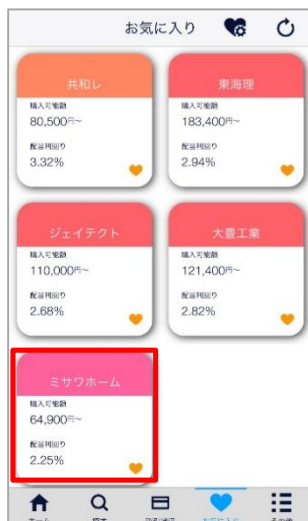 お気に入り
共和レ
東海理
購入可能額
購入可能額
80,500円〜
183,400円〜
配当利回り
配当利回り
3.32%
2.94%
ジェイテクト
大豊工業
購入可能額
購入可能額
110,000円〜
121,400円〜
配当利回り
配当利回り
2.68%
2.82%
ミサワホーム
購入可能額
64,900円〜
配当利回り
2.25%